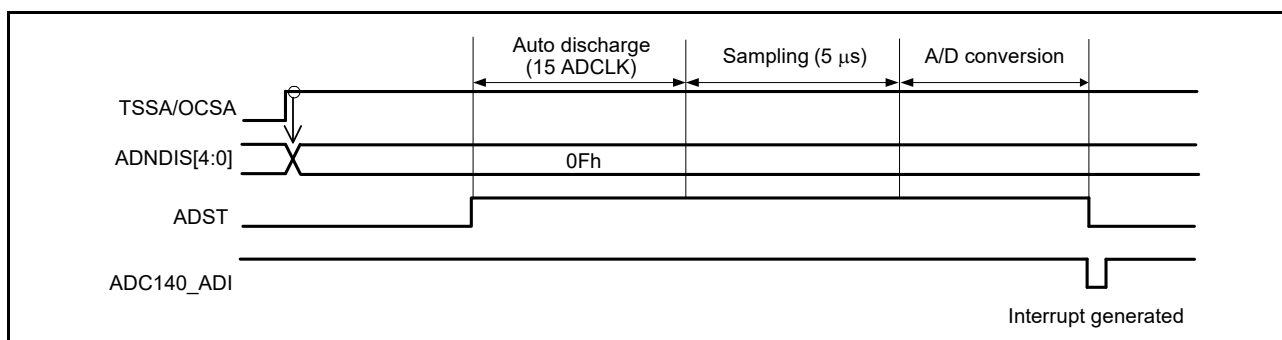 Auto discharge
(15 ADCLK)
Sampling (5 μs)
A/D conversion
TSSA/OCSA
ADNDIS[4:0]
0Fh
ADST
ADC140_ADI
Interrupt generated